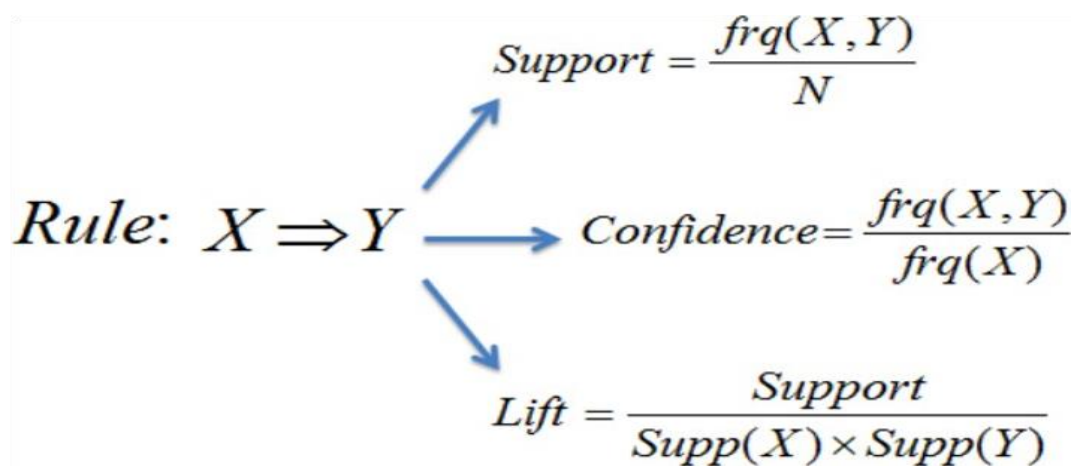 Support = frq(X, Y) / N
Rule: X ⇒ Y
Confidence = frq(X, Y) / frq(X)
Lift = Support / Supp(X) × Supp(Y)